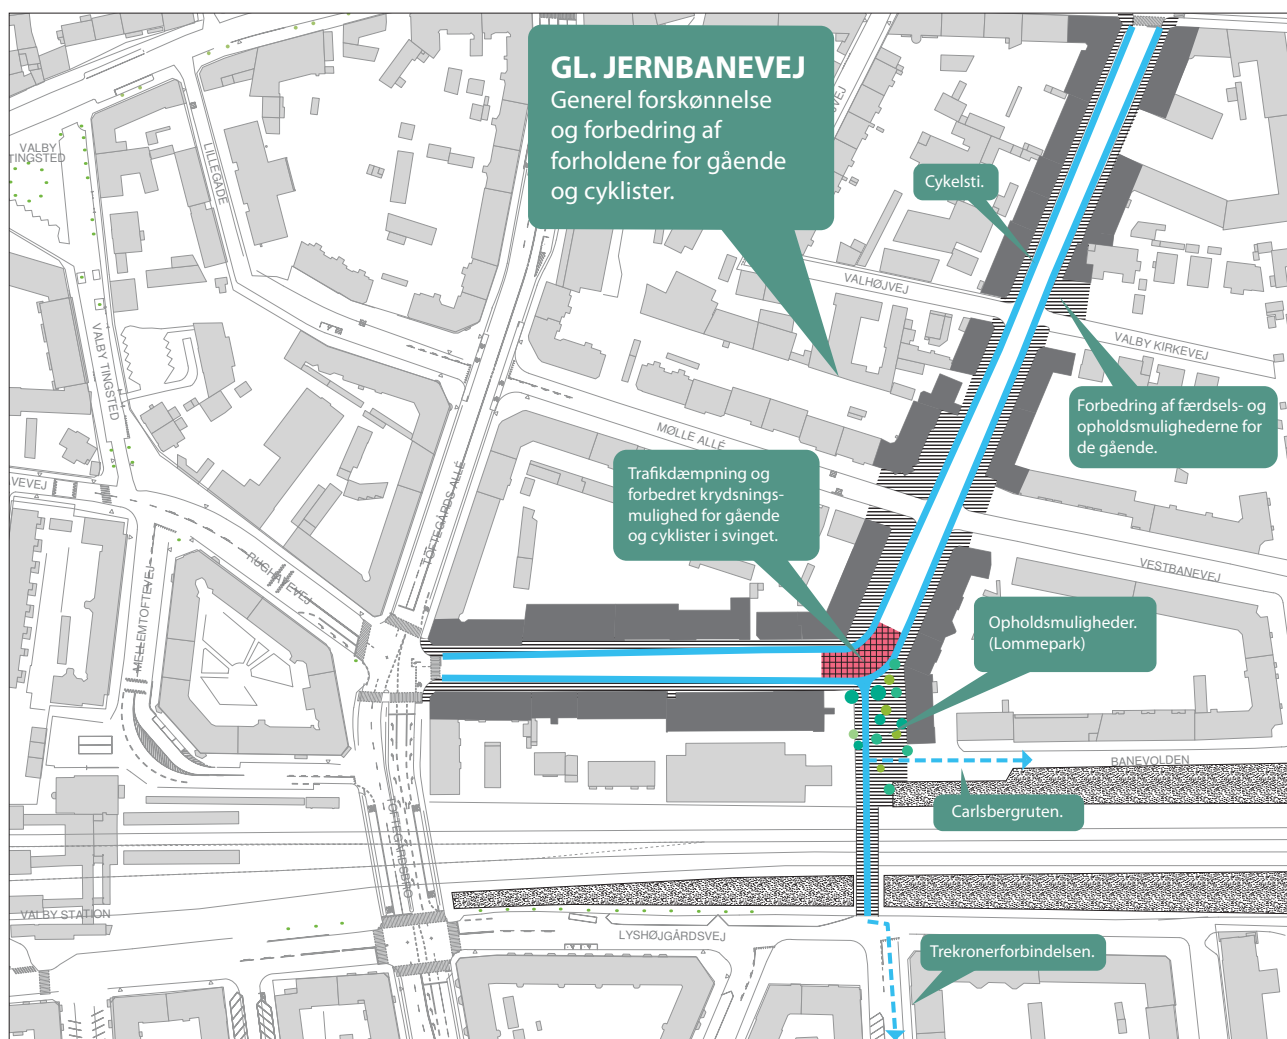 GL. JERNBANEVEJ
Generel forskønnelse
og forbedring af
forholdene for gående
og cyklister.
Cykelsti.
VALBY
TINGSTED
LILLEGADE
VALHØJVEJ
VALBY KIRKEVEJ
VALBY TINGSTED
Forbedring af færdsels- og
opholdsmulighederne for
de gående.
MØLLE ALLÉ
Trafikdæmpning og
forbedret krydsnings-
mulighed for gående
og cyklister i svinget.
TOFTEGÅRDS ALLÉ
VEVEJ
RUGHAVEVEJ
MELLEMTOFTEVEJ
VESTBANEVEJ
Opholdsmuligheder.
(Lommepark)
BANEVOLDEN
Carlsbergruten.
TOFTEGÅRDSBRO
VALBY STATION
LYSHØJGÅRDSVEJ
Trekronerforbindelsen.